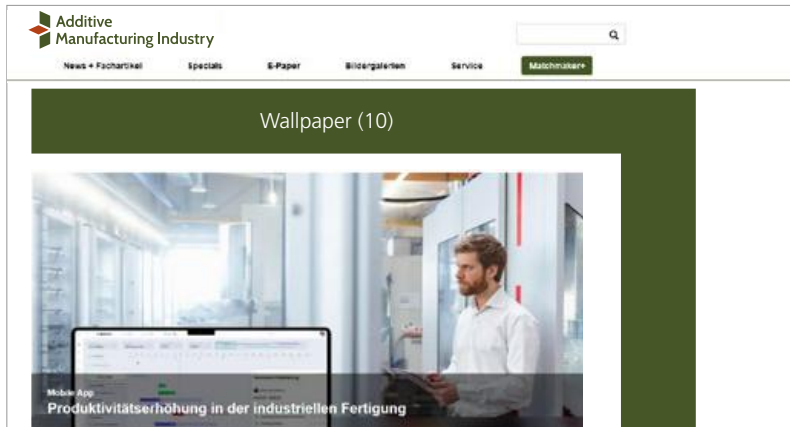 Additive
Manufacturing Industry
News + Fachartikel Specials E-Paper Bildergalerien Service Matchmaker+
Wallpaper (10)
Mobile App
Produktivitätserhöhung in der industriellen Fertigung